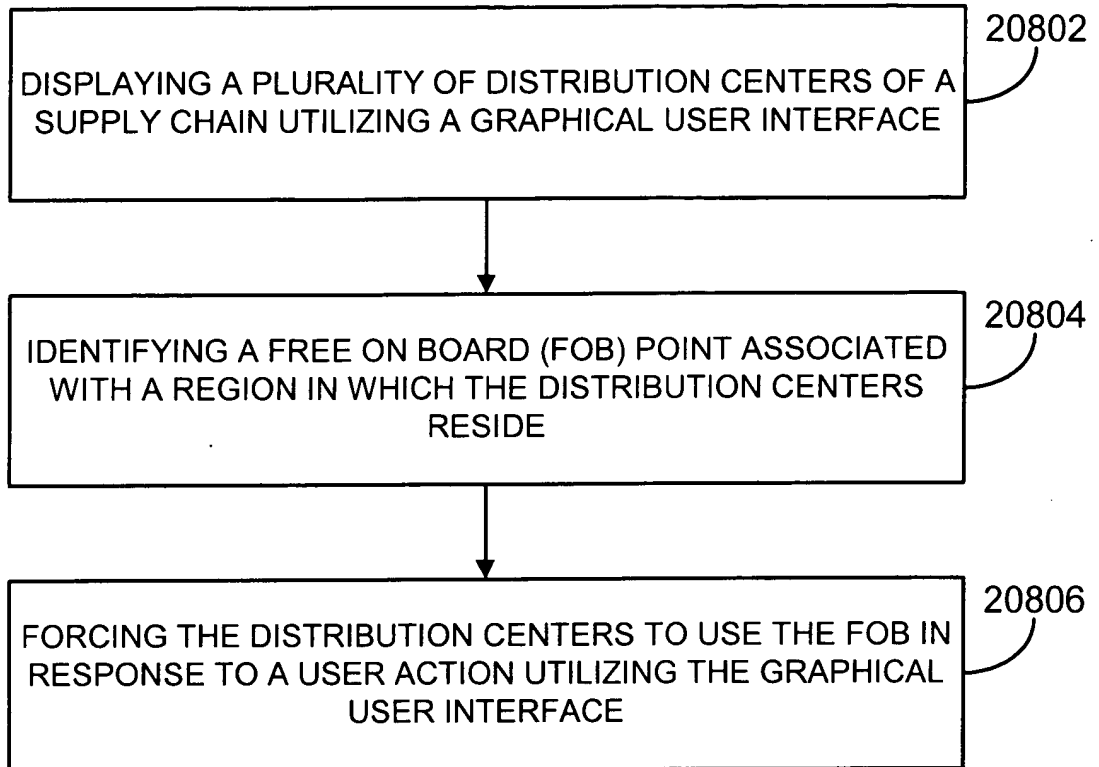 20802
DISPLAYING A PLURALITY OF DISTRIBUTION CENTERS OF A
SUPPLY CHAIN UTILIZING A GRAPHICAL USER INTERFACE
20804
IDENTIFYING A FREE ON BOARD (FOB) POINT ASSOCIATED
WITH A REGION IN WHICH THE DISTRIBUTION CENTERS
RESIDE
20806
FORCING THE DISTRIBUTION CENTERS TO USE THE FOB IN
RESPONSE TO A USER ACTION UTILIZING THE GRAPHICAL
USER INTERFACE